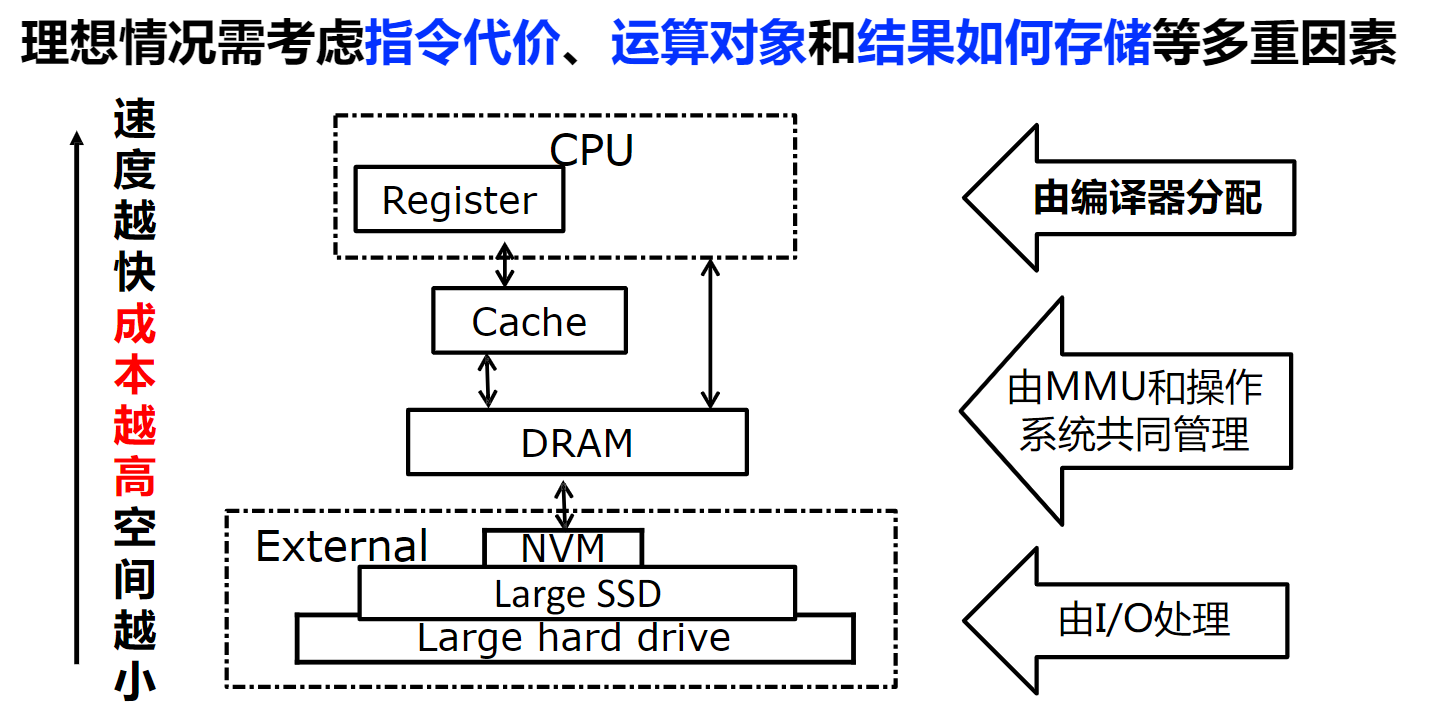 理想情况需考虑指令代价、运算对象和结果如何存储等多重因素
速度越快成本越高空间越小
CPU
Register
由编译器分配
Cache
由MMU和操作
系统共同管理
DRAM
External
NVM
Large SSD
Large hard drive
由I/O处理